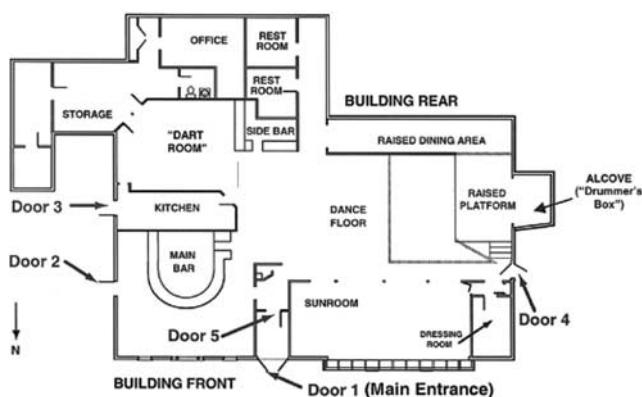 OFFICE
REST
ROOM
REST
ROOM
BUILDING REAR
STORAGE
"DART
ROOM"
SIDE BAR
RAISED DINING AREA
ALCOVE
("Drummer's
Box")
RAISED
PLATFORM
Door 3
KITCHEN
DANCE
FLOOR
MAIN
BAR
Door 2
N
Door 5
SUNROOM
DRESSING
ROOM
Door 4
BUILDING FRONT
Door 1 (Main Entrance)